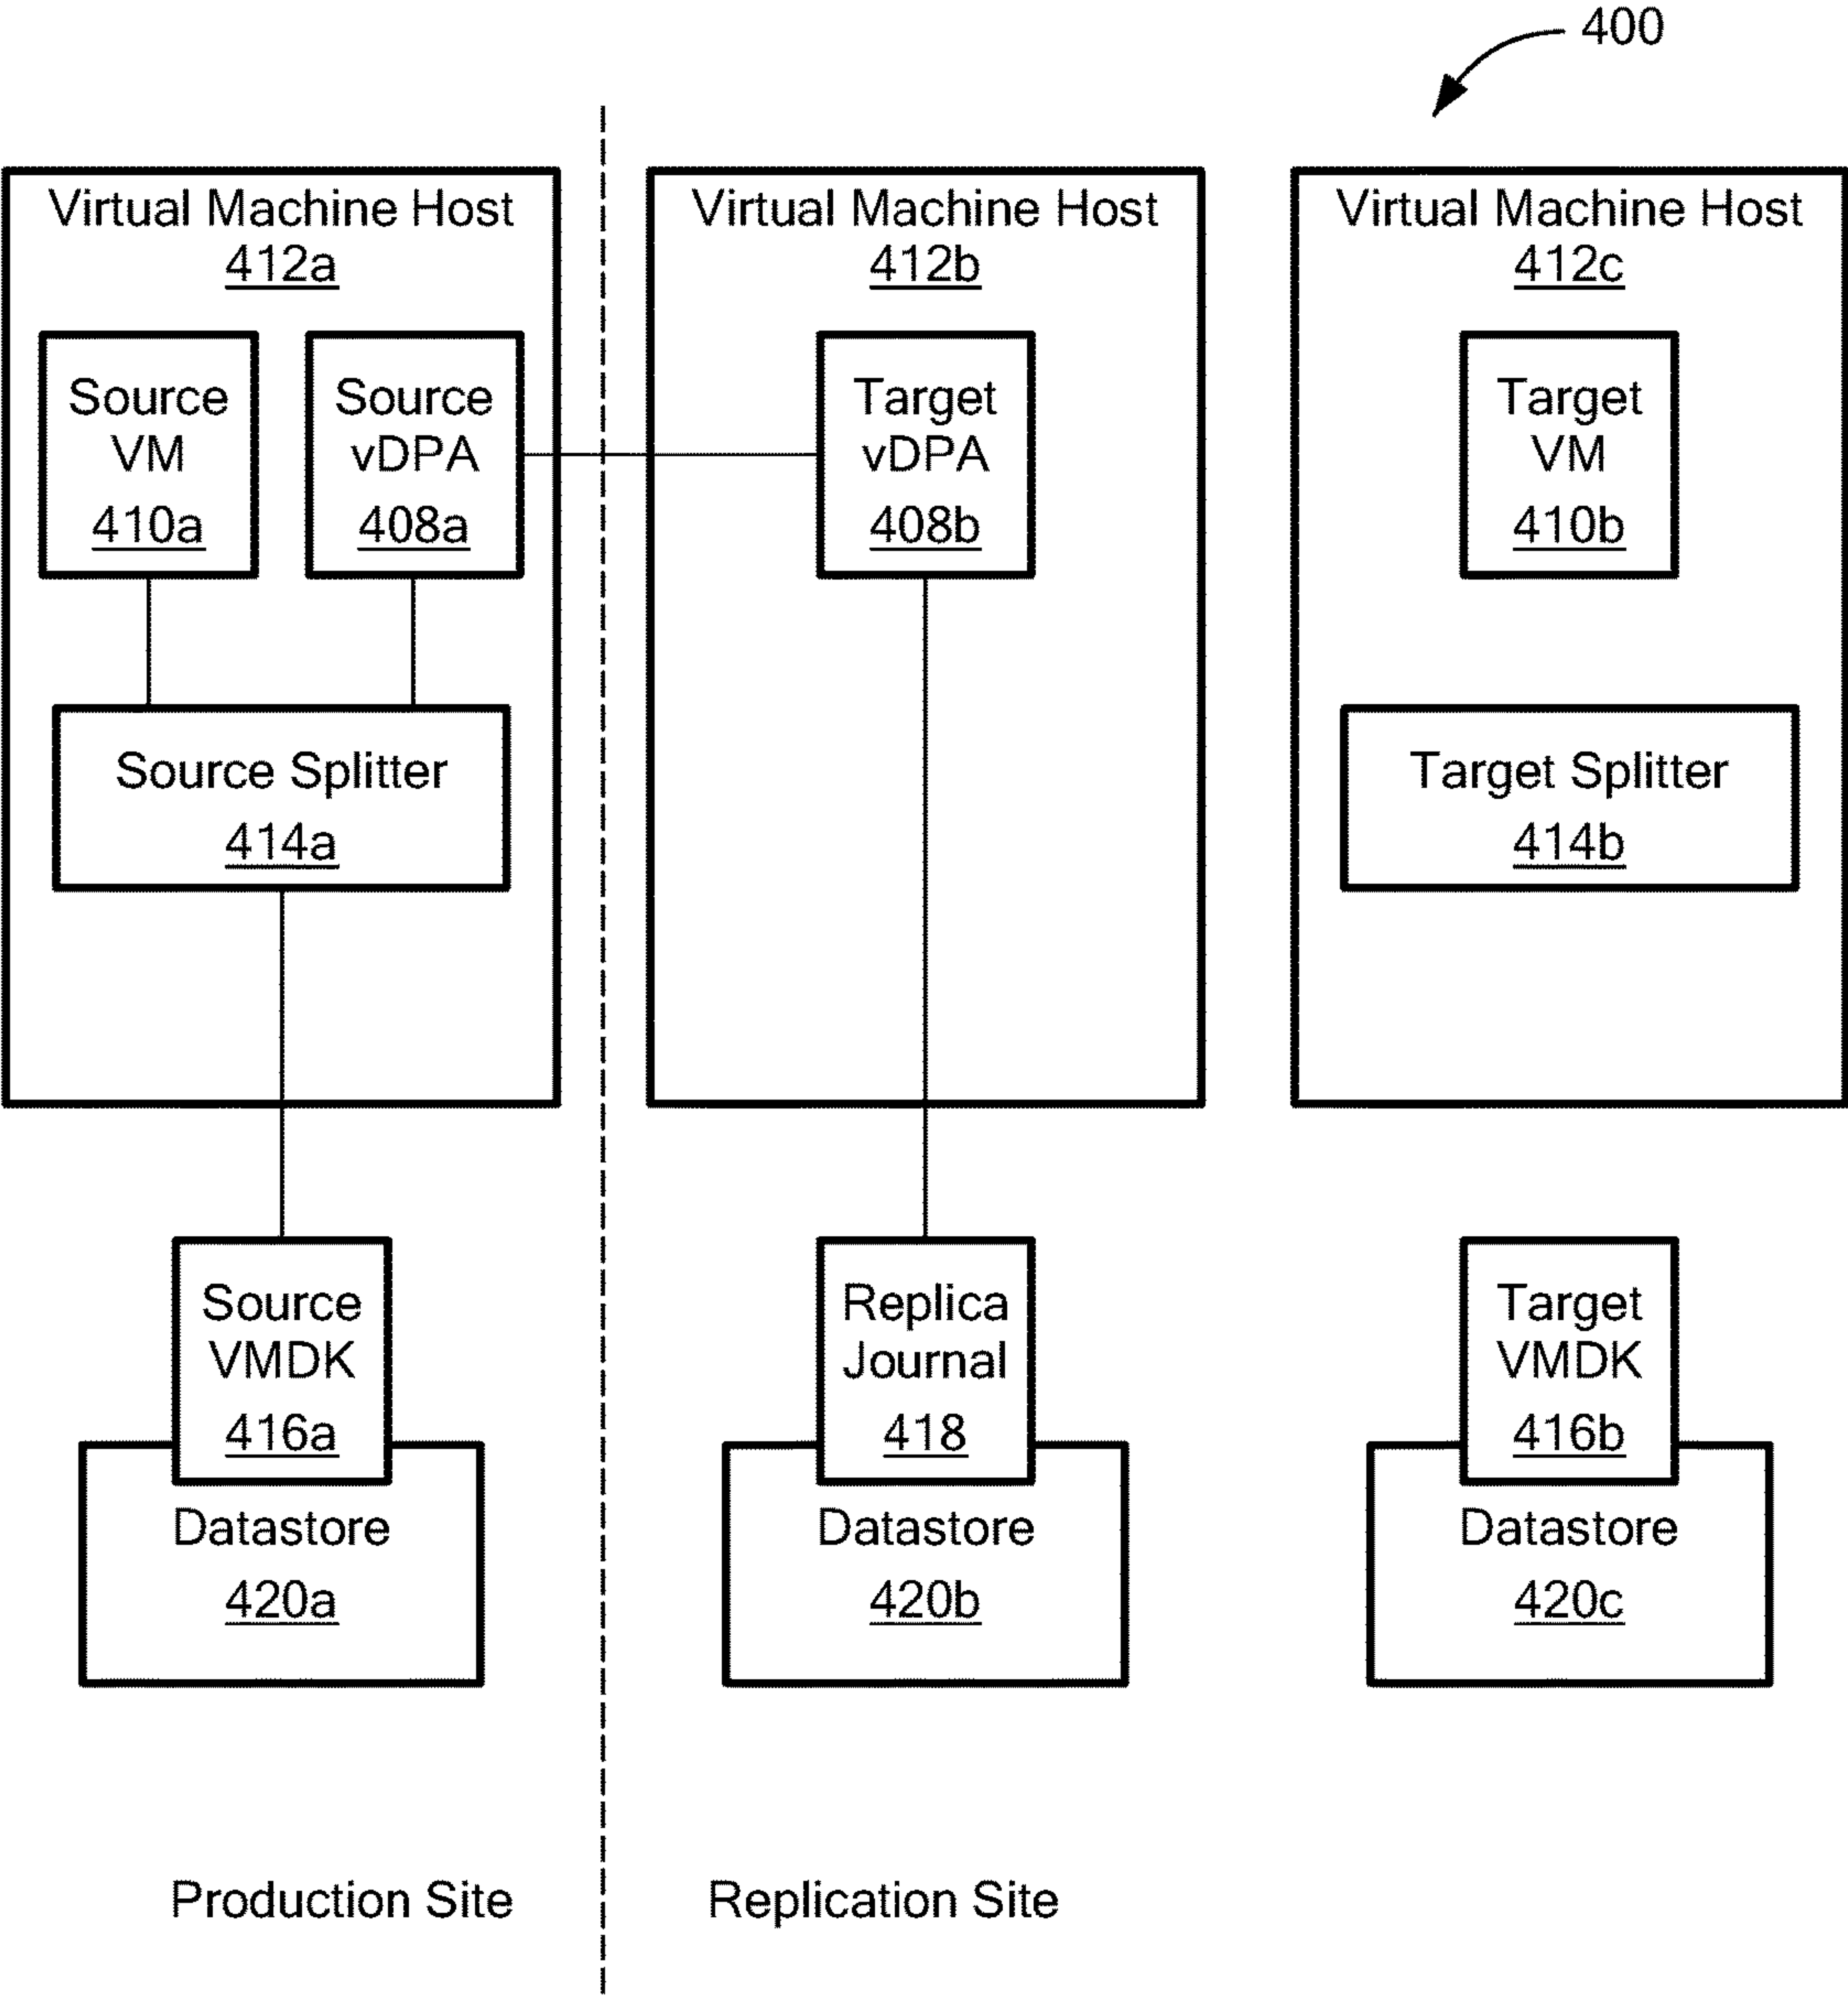 400
Virtual Machine Host
412a
Source
VM
410a
Source
vDPA
408a
Source Splitter
414a
Source
VMDK
416a
Datastore
420a
Production Site
Virtual Machine Host
412b
Target
vDPA
408b
Replica
Journal
418
Datastore
420b
Replication Site
Virtual Machine Host
412c
Target
VM
410b
Target Splitter
414b
Target
VMDK
416b
Datastore
420c